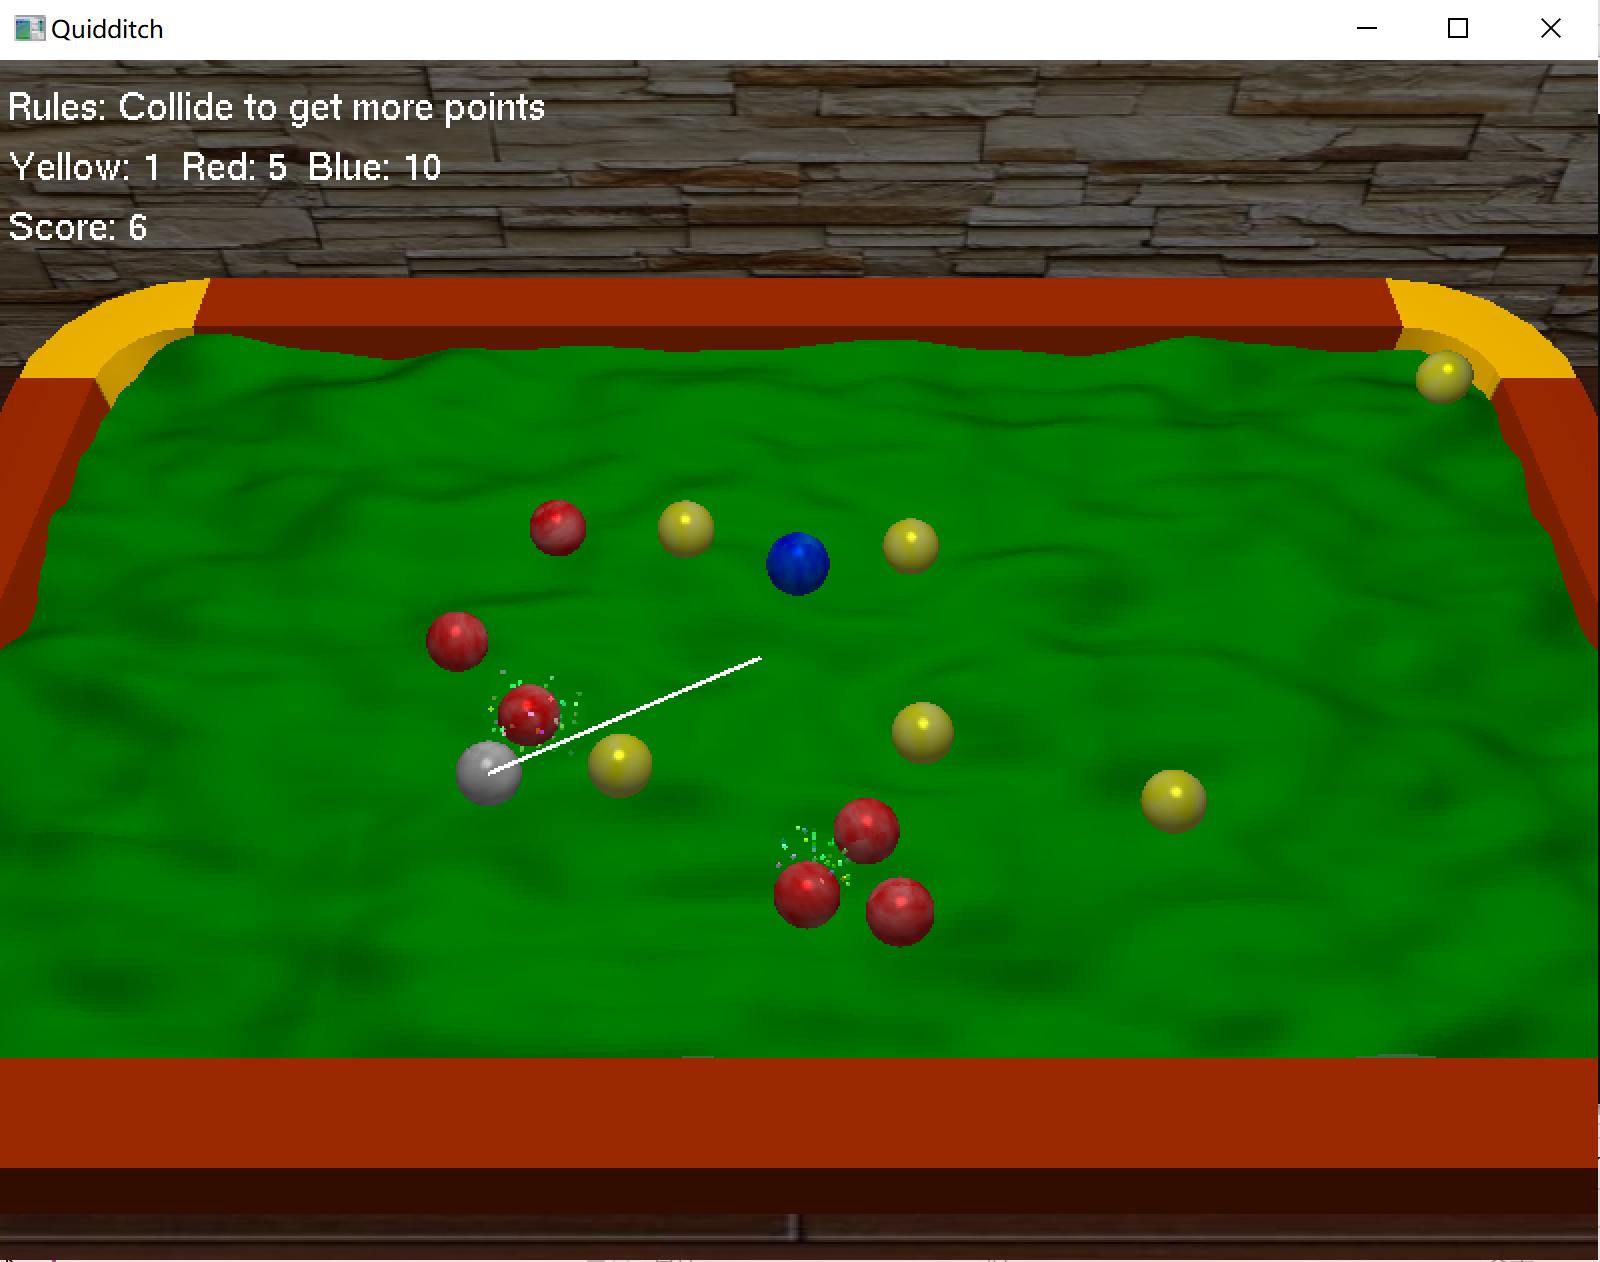 Quidditch
Rules: Collide to get more points
Yellow: 1 Red: 5 Blue: 10
Score: 6